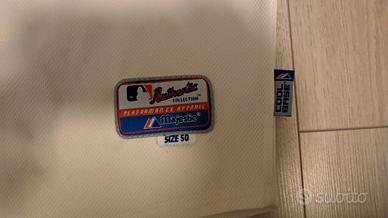 Authentic
COLLECTION
PERFORMANCE APPAREL
Majestic®
SIZE 50
COOL
BASE
subito